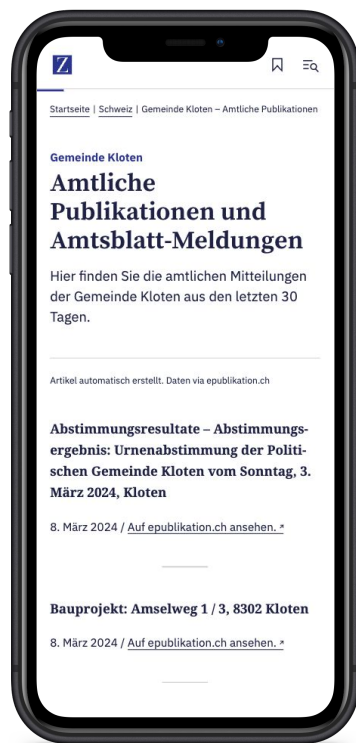 Z
Startseite | Schweiz | Gemeinde Kloten – Amtliche Publikationen
Gemeinde Kloten
Amtliche
Publikationen und
Amtsblatt-Meldungen
Hier finden Sie die amtlichen Mitteilungen
der Gemeinde Kloten aus den letzten 30
Tagen.
Artikel automatisch erstellt. Daten via epublikation.ch
Abstimmungsresultate – Abstimmungs-
ergebnis: Urnenabstimmung der Politi-
schen Gemeinde Kloten vom Sonntag, 3.
März 2024, Kloten
8. März 2024 / Auf epublikation.ch ansehen. ↗
Bauprojekt: Amselweg 1 / 3, 8302 Kloten
8. März 2024 / Auf epublikation.ch ansehen. ↗